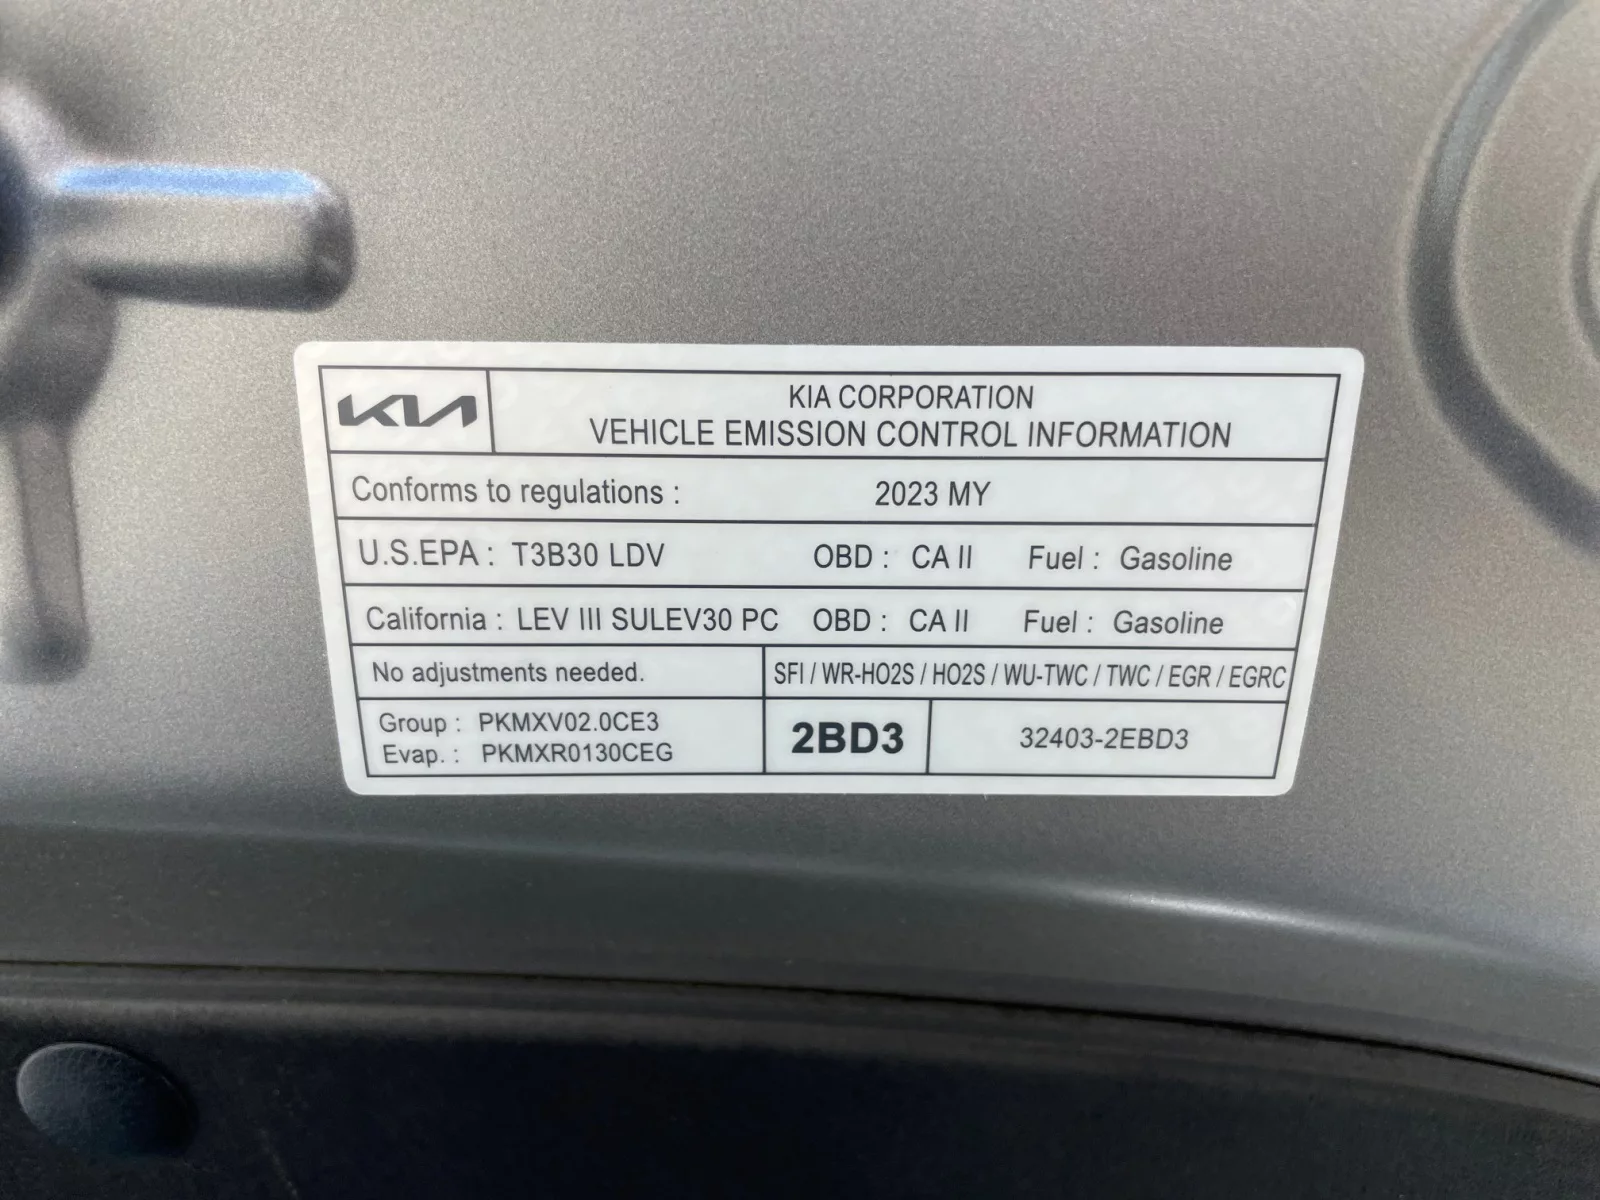 KIA
KIA CORPORATION
VEHICLE EMISSION CONTROL INFORMATION
Conforms to regulations : 2023 MY
U.S.EPA : T3B30 LDV OBD : CA II Fuel : Gasoline
California : LEV III SULEV30 PC OBD : CA II Fuel : Gasoline
No adjustments needed. SFI / WR-HO2S / HO2S / WU-TWC / TWC / EGR / EGRC
Group : PKMXV02.0CE3
Evap. : PKMXR0130CEG
2BD3
32403-2EBD3